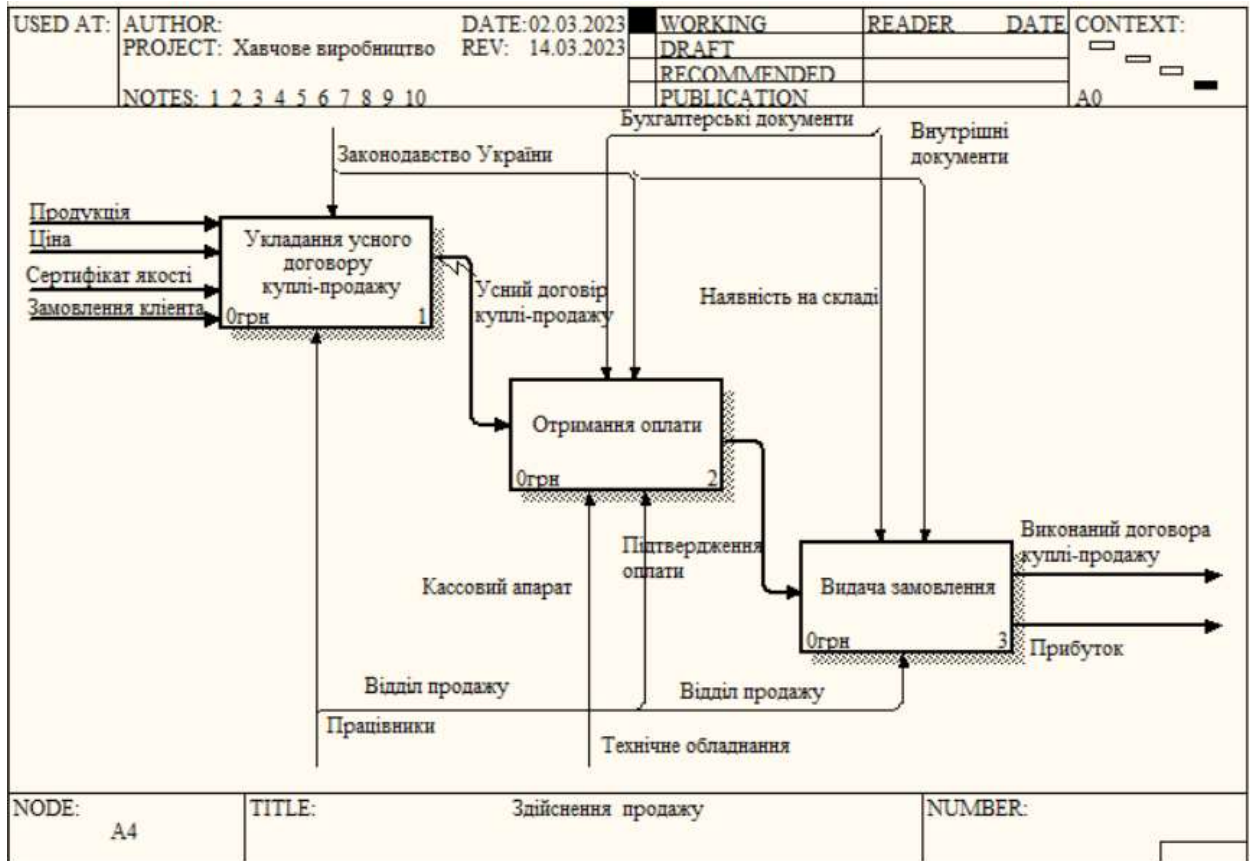 USED AT:
AUTHOR:
DATE: 02.03.2023
PROJECT: Хавчове виробництво
REV: 14.03.2023
NOTES: 1 2 3 4 5 6 7 8 9 10
WORKING
DRAFT
RECOMMENDED
PUBLICATION
READER
DATE
CONTEXT:
A0
Бухгалтерські документи
Внутрішні
документи
Законодавство України
Продукція
Ціна
Сертифікат якості
Замовлення клієнта
Укладання усного
договору
куплі-продажу
0грн
1
Усний договір
куплі-продажу
Наявність на складі
Отримання оплати
0грн
2
Підтвердження
оплати
Кассовий апарат
Видача замовлення
0грн
3
Виконаний договора
куплі-продажу
Прибуток
Відділ продажу
Відділ продажу
Працівники
Технічне обладнання
NODE:
A4
TITLE:
Здійснення продажу
NUMBER: